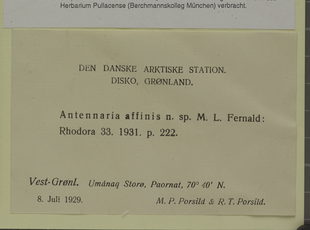 Herbarium Pullacense (Berchmannskolleg München) verbracht.
DEN DANSKE ARKTISKE STATION.
DISKO, GRØNLAND.
Antennaria affinis n. sp. M. L. Fernald:
Rhodora 33. 1931. p. 222.
Vest-Grønl. Umánaq Storø, Paornat, 70° 40' N.
8. Juli 1929. M. P. Porsild & R. T. Porsild.